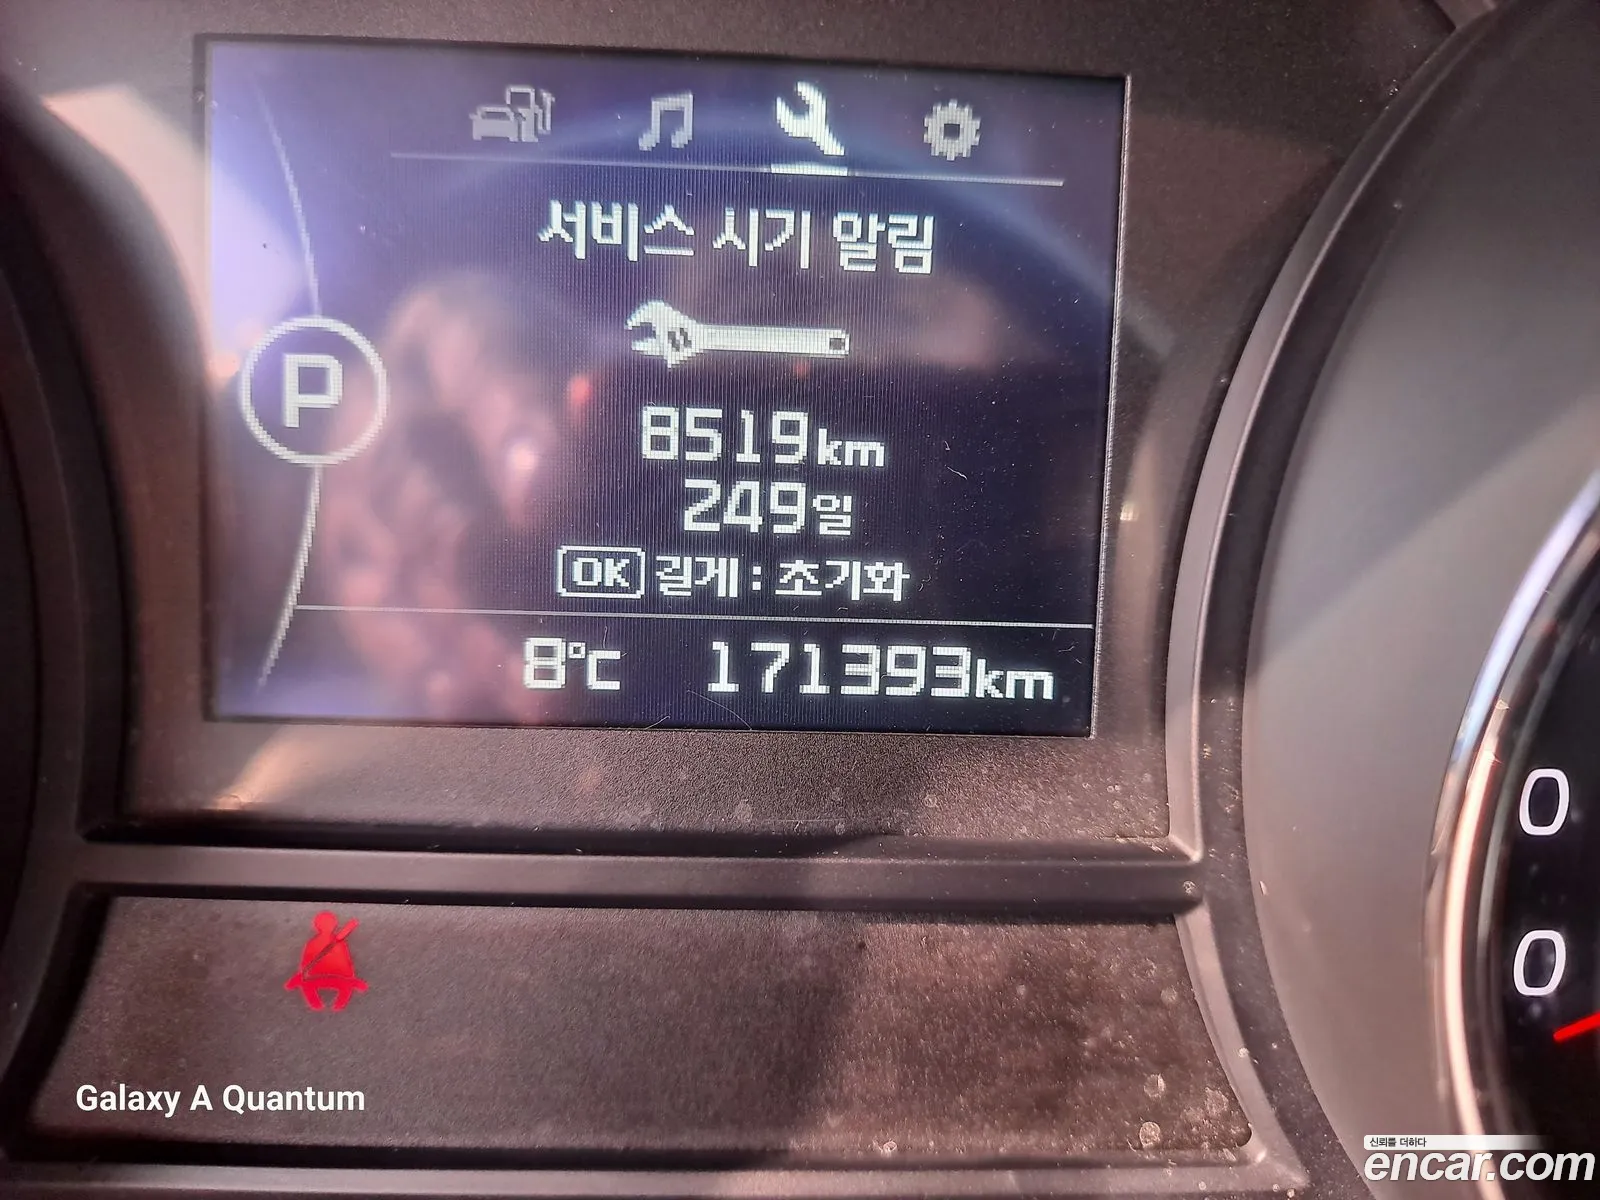 서비스 시기 알림
P
8519km
249일
OK 길게 : 초기화
8°C 171393km
0
0
Galaxy A Quantum
신뢰를 더하다
encar.com